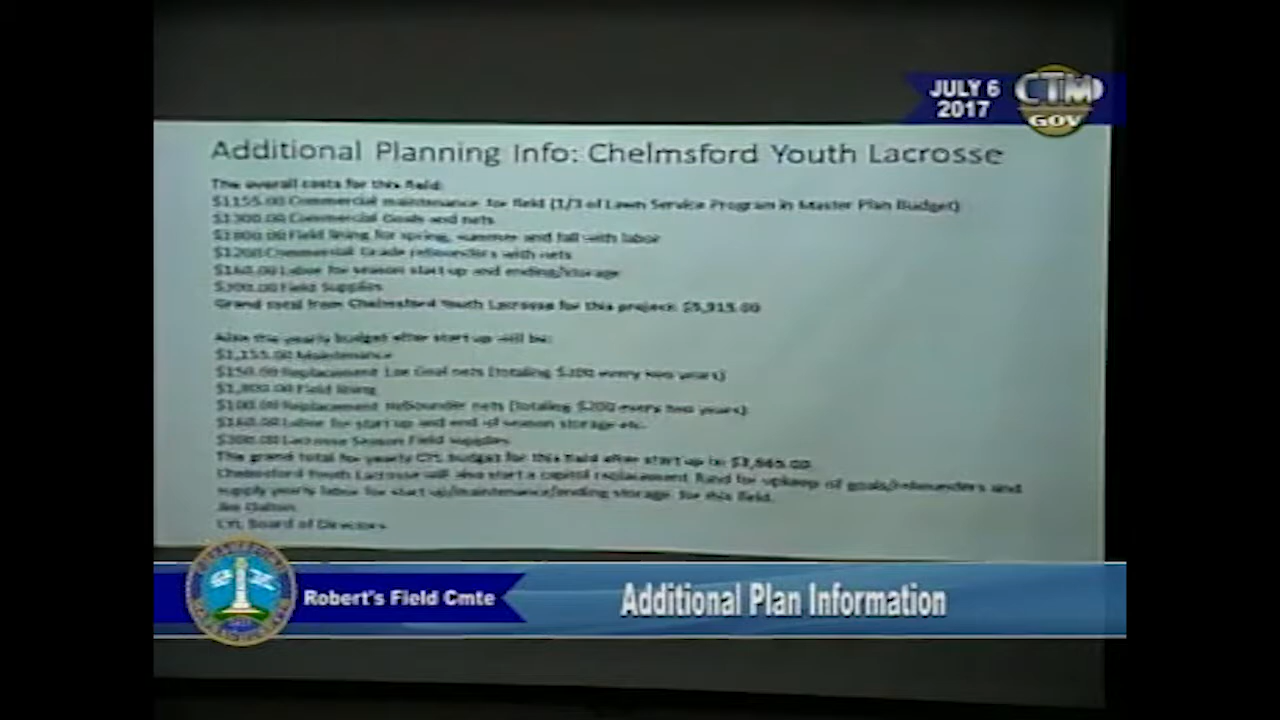 JULY 6
2017
CTM
GOV
Additional Planning Info: Chelmsford Youth Lacrosse
The overall costs for this field:
$1155.00 Commercial maintenance for field (1/3 of Lawn Service Program in Master Plan Budget)
$1300.00 Commercial Goals and nets
$1800.00 Field lining for spring, summer and fall with labor
$1200 Commercial Grade rebounders with nets
$160.00 Labor for season start up and ending/storage
$300.00 Field Supplies
Grand total from Chelmsford Youth Lacrosse for this project: $5,915.00
Also the yearly budget after start up will be:
$1,155.00 Maintenance
$150.00 Replacement Lax Goal nets (totaling every two years)
$1,800.00 Field lining
$100.00 Replacement rebounder nets (totaling $200 every two years)
$160.00 Labor for start up and end of season storage etc.
$300.00 Lacrosse Season Field supplies
The grand total for yearly CYL budget for this field after start up is: $3,665.00
Chelmsford Youth Lacrosse will also start a capitol replacement fund for upkeep of goals/rebounders and
supply yearly labor for start up/maintenance/ending storage for this field.
Dalton
CYL Board of Directors
Robert's Field Cmte
Additional Plan Information